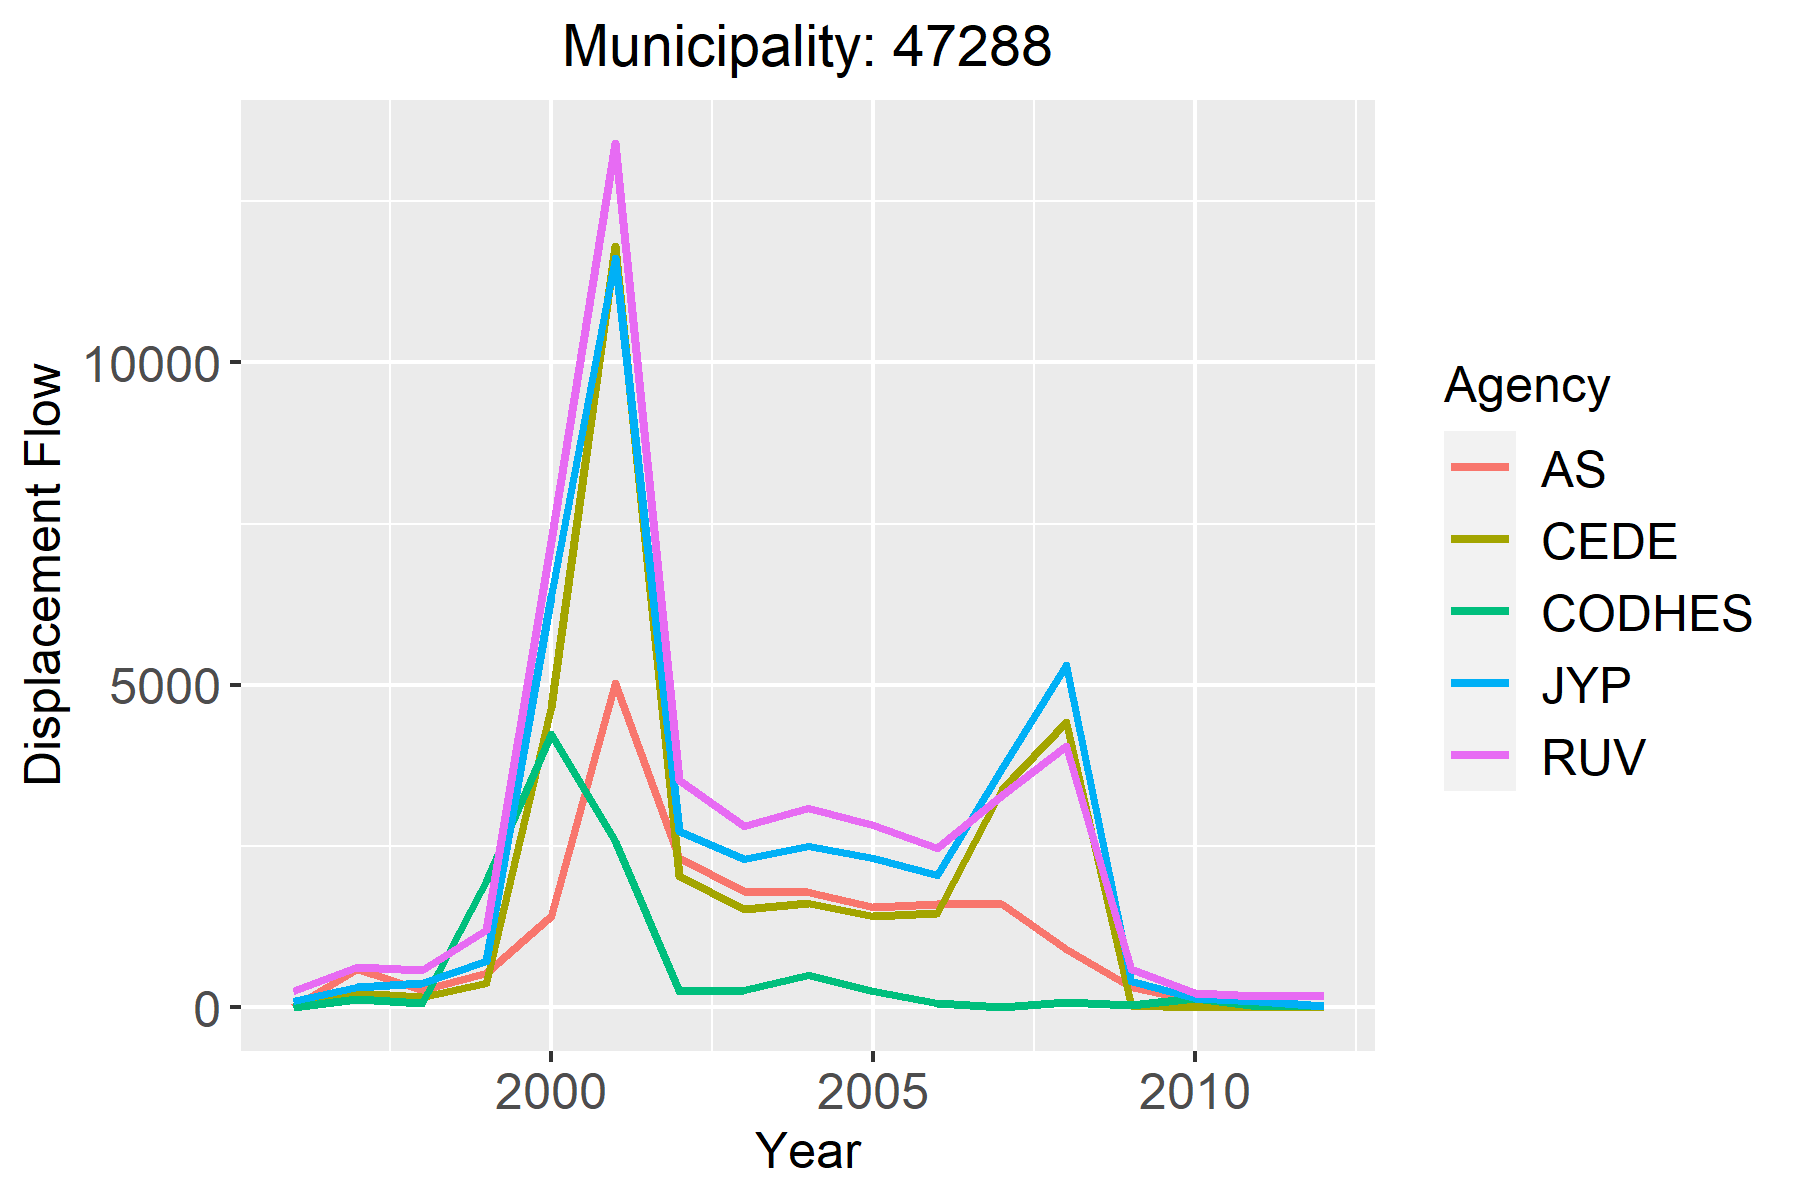 Municipality: 47288
Displacement Flow
10000
5000
0
2000
2005
2010
Year
Agency
AS
CEDE
CODHES
JYP
RUV